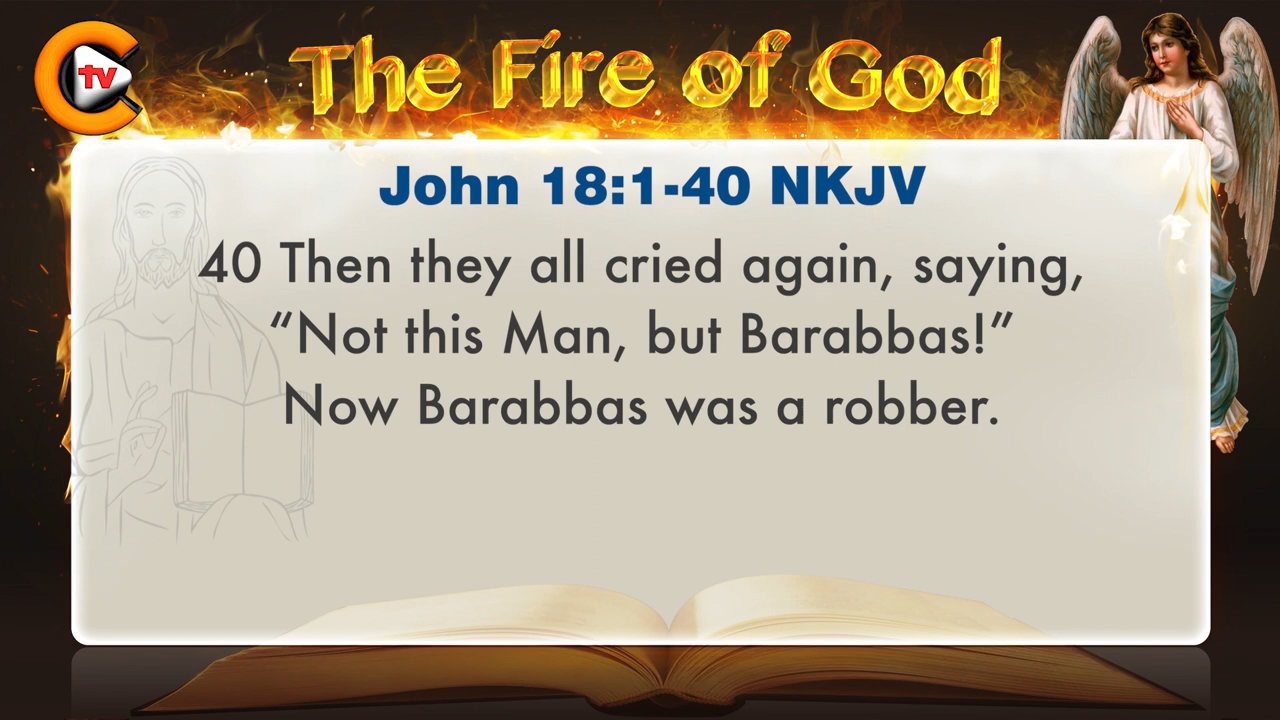 tv
The Fire of God
John 18:1-40 NKJV
40 Then they all cried again, saying,
“Not this Man, but Barabbas!”
Now Barabbas was a robber.